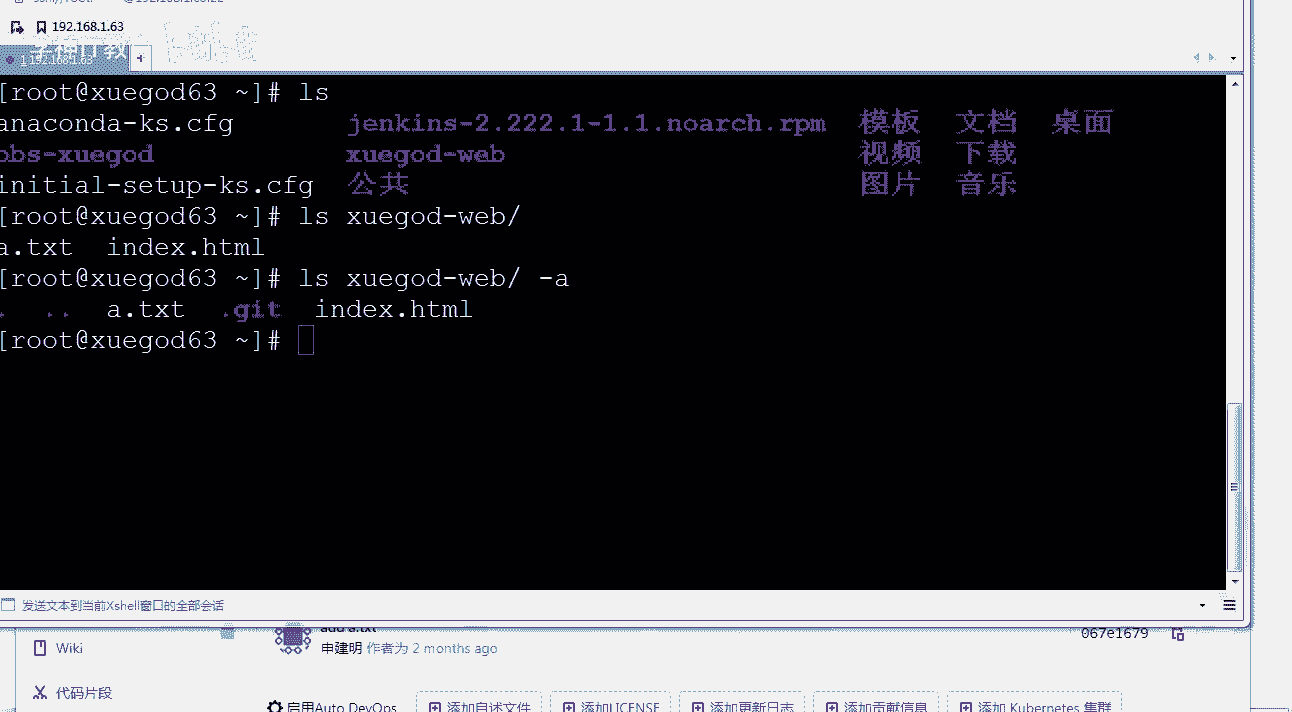 192.168.1.63
1 192.168.1.63
[root@xuegod63 ~]# ls
anaconda-ks.cfg jenkins-2.222.1-1.1.noarch.rpm 模板 文档 桌面
obs-xuegod xuegod-web 视频 下载
initial-setup-ks.cfg 公共 图片 音乐
[root@xuegod63 ~]# ls xuegod-web/
a.txt index.html
[root@xuegod63 ~]# ls xuegod-web/ -a
. .. a.txt .git index.html
[root@xuegod63 ~]#
发送文本到当前Xshell窗口的全部会话
add a.txt 067e1679
Wiki 申建明 作者为 2 months ago
代码片段
启用Auto DevOps 添加自述文件 添加LICENSE 添加更新日志 添加贡献信息 添加 Kubernetes 集群